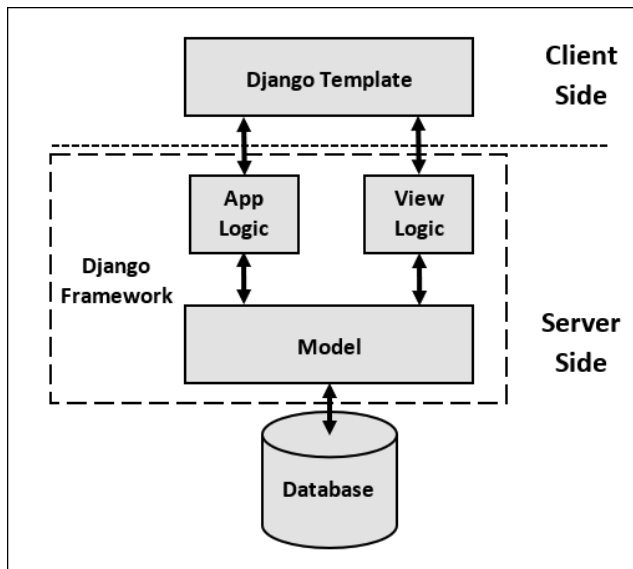 Django Template
Client
Side
App
Logic
View
Logic
Django
Framework
Model
Server
Side
Database